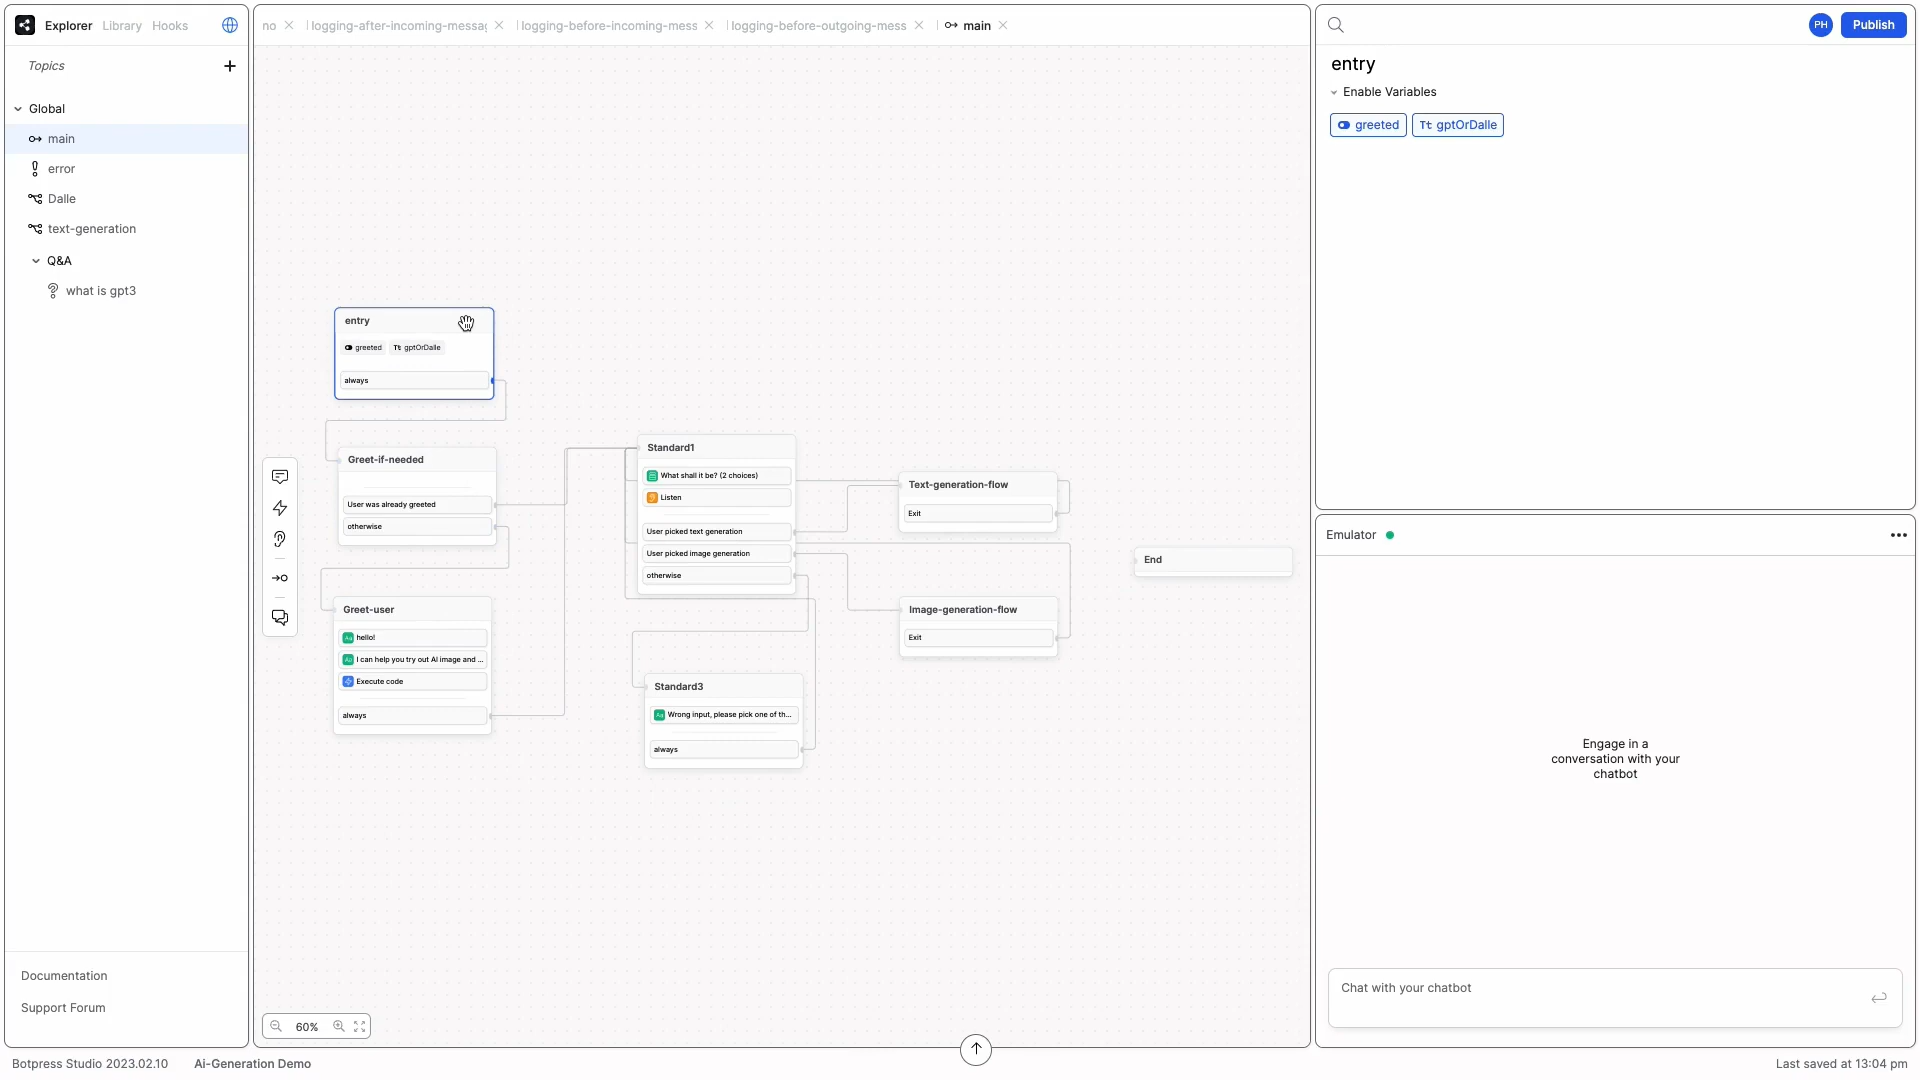 Explorer Library Hooks
no
logging-after-incoming-messag
logging-before-incoming-mess
logging-before-outgoing-mess
main
PH
Publish
Topics
Global
main
error
Dalle
text-generation
Q&A
what is gpt3
Documentation
Support Forum
entry
greeted
Tt gptOrDalle
always
Greet-if-needed
User was already greeted
otherwise
Greet-user
hello!
I can help you try out AI image and ...
Execute code
always
Standard1
What shall it be? (2 choices)
Listen
User picked text generation
User picked image generation
otherwise
Standard3
Wrong input, please pick one of th...
always
Text-generation-flow
Exit
Image-generation-flow
Exit
End
60%
entry
Enable Variables
greeted
Tt gptOrDalle
Emulator
Engage in a
conversation with your
chatbot
Chat with your chatbot
Botpress Studio 2023.02.10
Ai-Generation Demo
Last saved at 13:04 pm